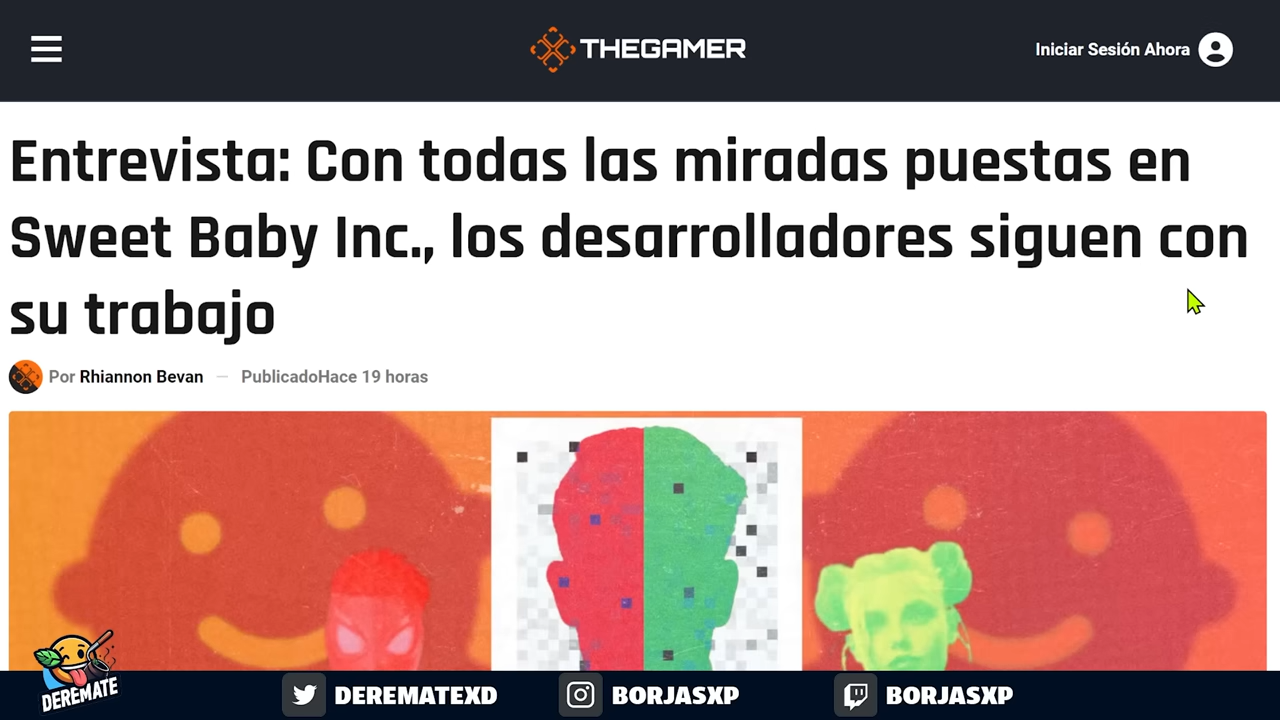 THEGAMER
Iniciar Sesión Ahora
Entrevista: Con todas las miradas puestas en
Sweet Baby Inc., los desarrolladores siguen con
su trabajo
Por Rhiannon Bevan — PublicadoHace 19 horas
DEREMATE
DEREMATEXD
BORJASXP
BORJASXP